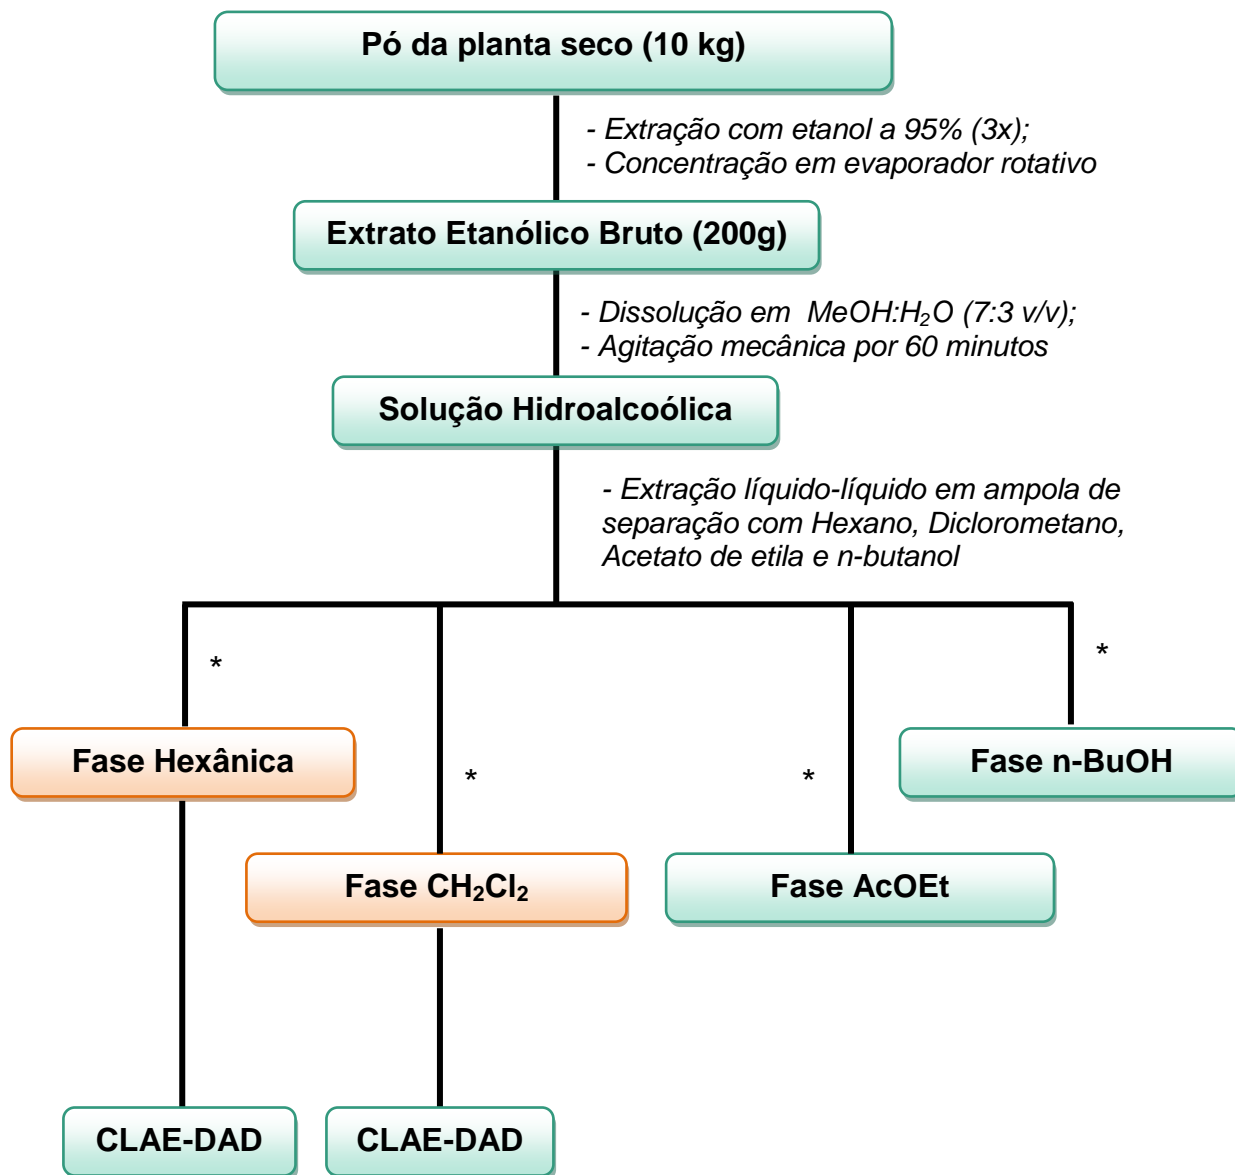 Pó da planta seco (10 kg)
- Extração com etanol a 95% (3x);
- Concentração em evaporador rotativo
Extrato Etanólico Bruto (200g)
- Dissolução em MeOH:H₂O (7:3 v/v);
- Agitação mecânica por 60 minutos
Solução Hidroalcoólica
- Extração líquido-líquido em ampola de
separação com Hexano, Diclorometano,
Acetato de etila e n-butanol
*
*
Fase Hexânica
Fase n-BuOH
*
*
Fase CH₂Cl₂
Fase AcOEt
CLAE-DAD
CLAE-DAD